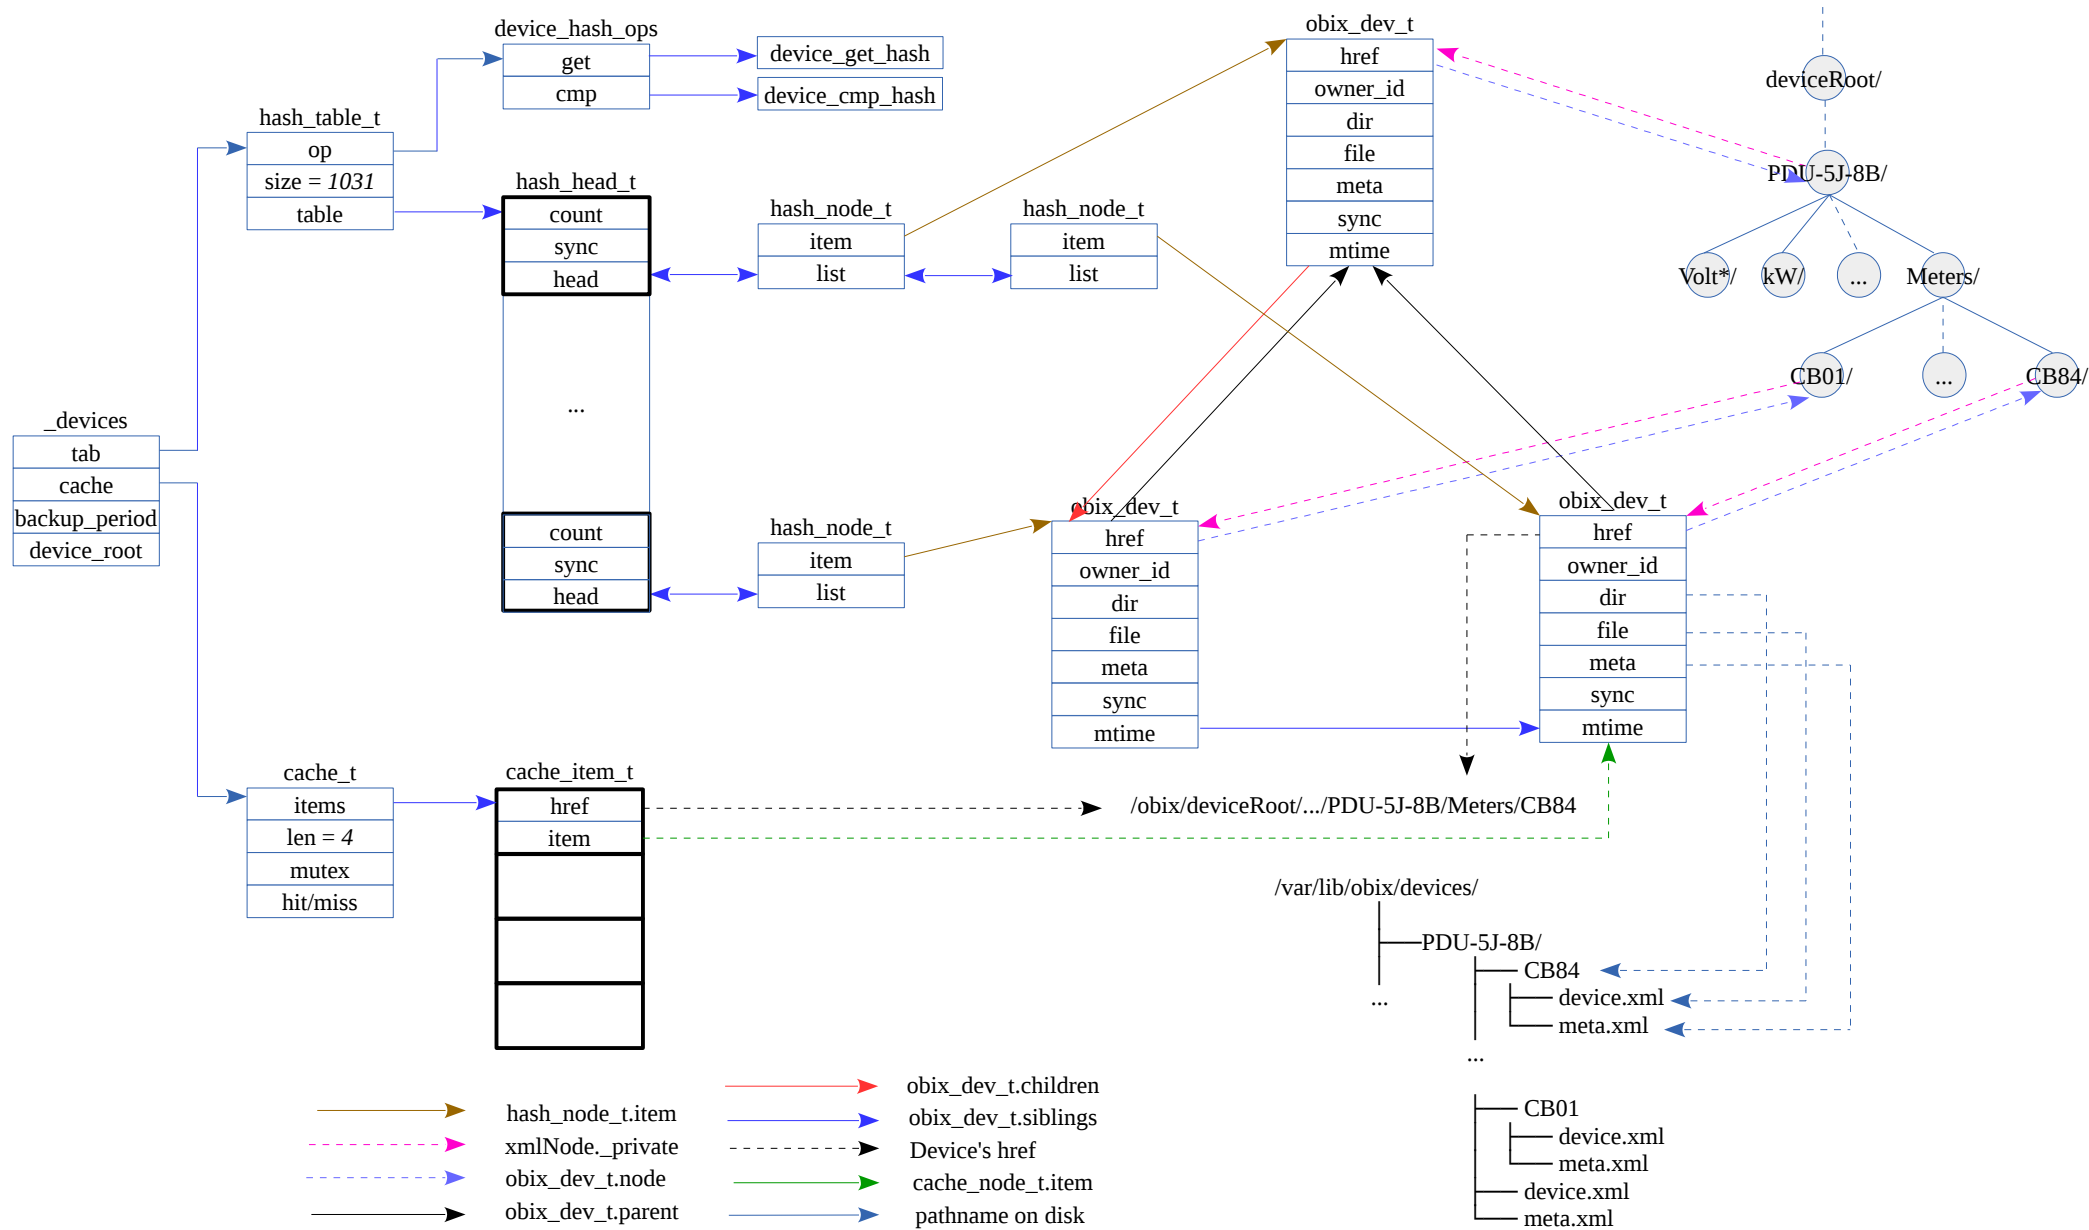 device_hash_ops
get
cmp
device_get_hash
device_cmp_hash
hash_table_t
op
size = 1031
table
hash_head_t
count
sync
head
...
count
sync
head
hash_node_t
item
list
hash_node_t
item
list
hash_node_t
item
list
obix_dev_t
href
owner_id
dir
file
meta
sync
mtime
deviceRoot/
PDU-5J-8B/
Volt*/
kW/
...
Meters/
CB01/
...
CB84/
_devices
tab
cache
backup_period
device_root
obix_dev_t
href
owner_id
dir
file
meta
sync
mtime
obix_dev_t
href
owner_id
dir
file
meta
sync
mtime
cache_t
items
len = 4
mutex
hit/miss
cache_item_t
href
item
/obix/deviceRoot/.../PDU-5J-8B/Meters/CB84
/var/lib/obix/devices/
PDU-5J-8B/
CB84
device.xml
meta.xml
...
...
CB01
device.xml
meta.xml
device.xml
meta.xml
hash_node_t.item
xmlNode._private
obix_dev_t.node
obix_dev_t.parent
obix_dev_t.children
obix_dev_t.siblings
Device's href
cache_node_t.item
pathname on disk